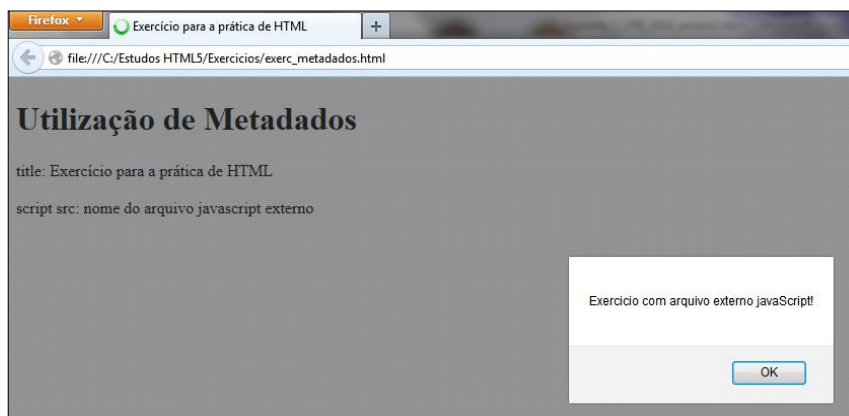 Firefox
Exercício para a prática de HTML
+
file:///C:/Estudos HTML5/Exercicios/exerc_metadados.html
Utilização de Metadados
title: Exercício para a prática de HTML
script src: nome do arquivo javascript externo
Exercicio com arquivo externo javaScript!
OK